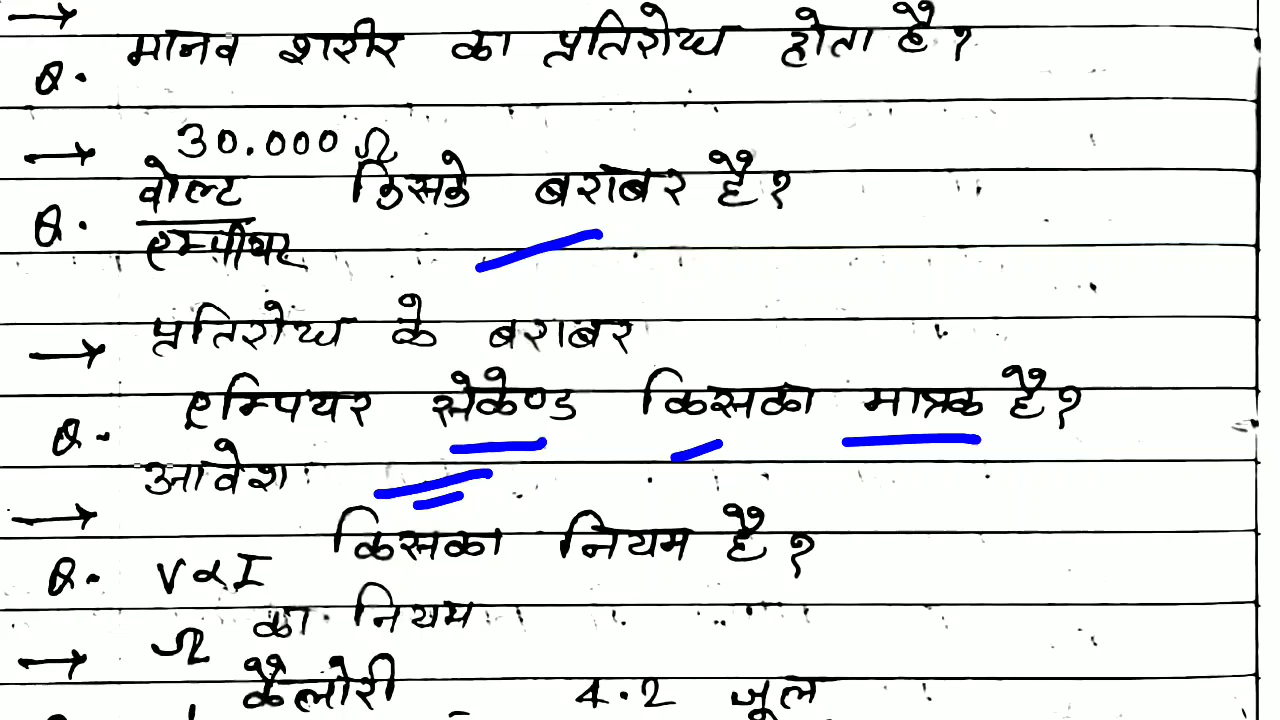 → मानव शरीर का प्रतिरोध होता है?
Q.
→ 30.000 Ω
Q. वोल्ट किसके बराबर है?
एम्पीयर
→ प्रतिरोध के बराबर
Q. एम्पियर सेकेण्ड किसका मात्रक है?
→ आवेश
Q. V∝I किसका नियम है?
→ Ω का नियम
कैलोरी 4.2 जूल